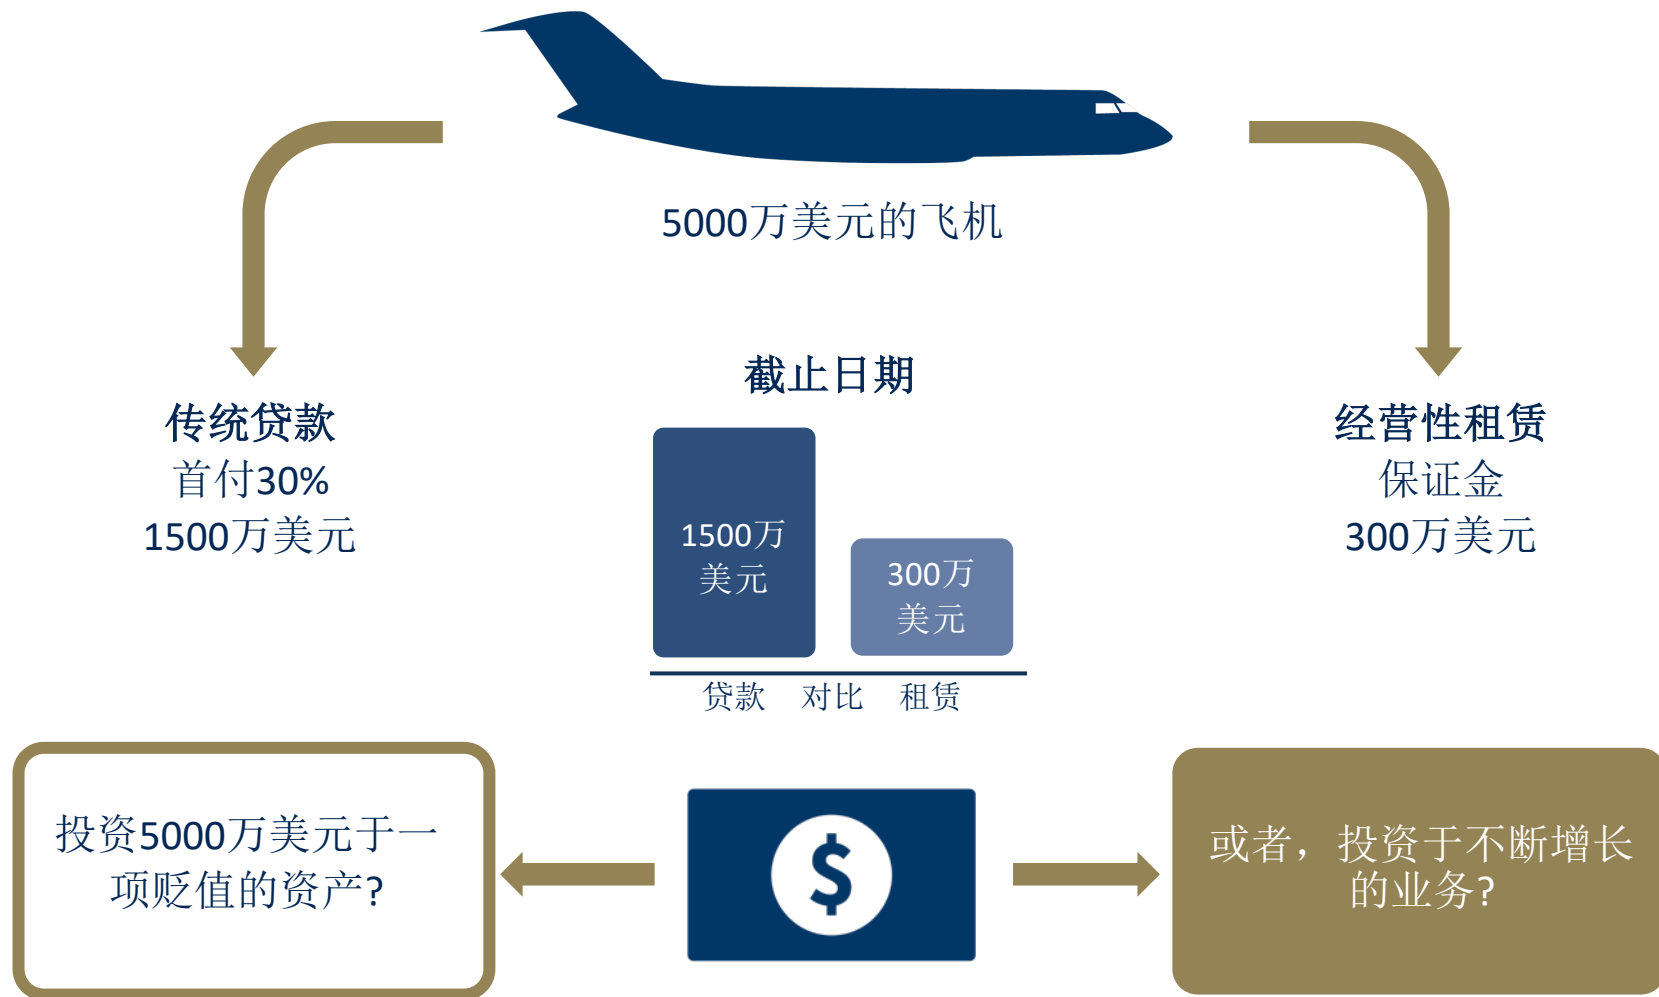 5000万美元的飞机
传统贷款
首付30%
1500万美元
截止日期
1500万
美元
300万
美元
贷款 对比 租赁
经营性租赁
保证金
300万美元
投资5000万美元于一
项贬值的资产?
$
或者，投资于不断增长
的业务?